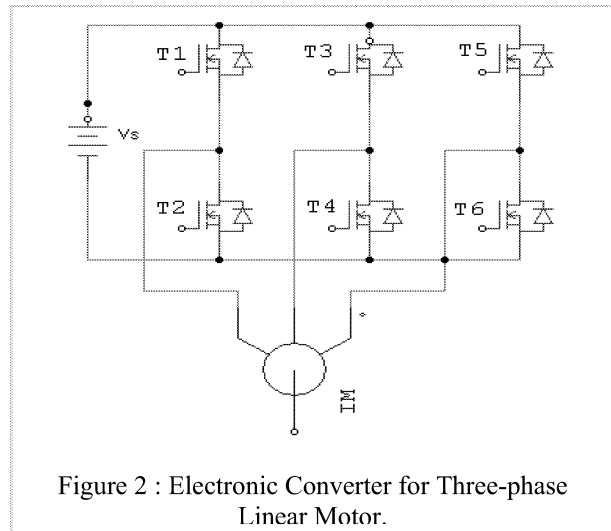 T1
T3
T5
Vs
T2
T4
T6
IM
Figure 2 : Electronic Converter for Three-phase
Linear Motor.